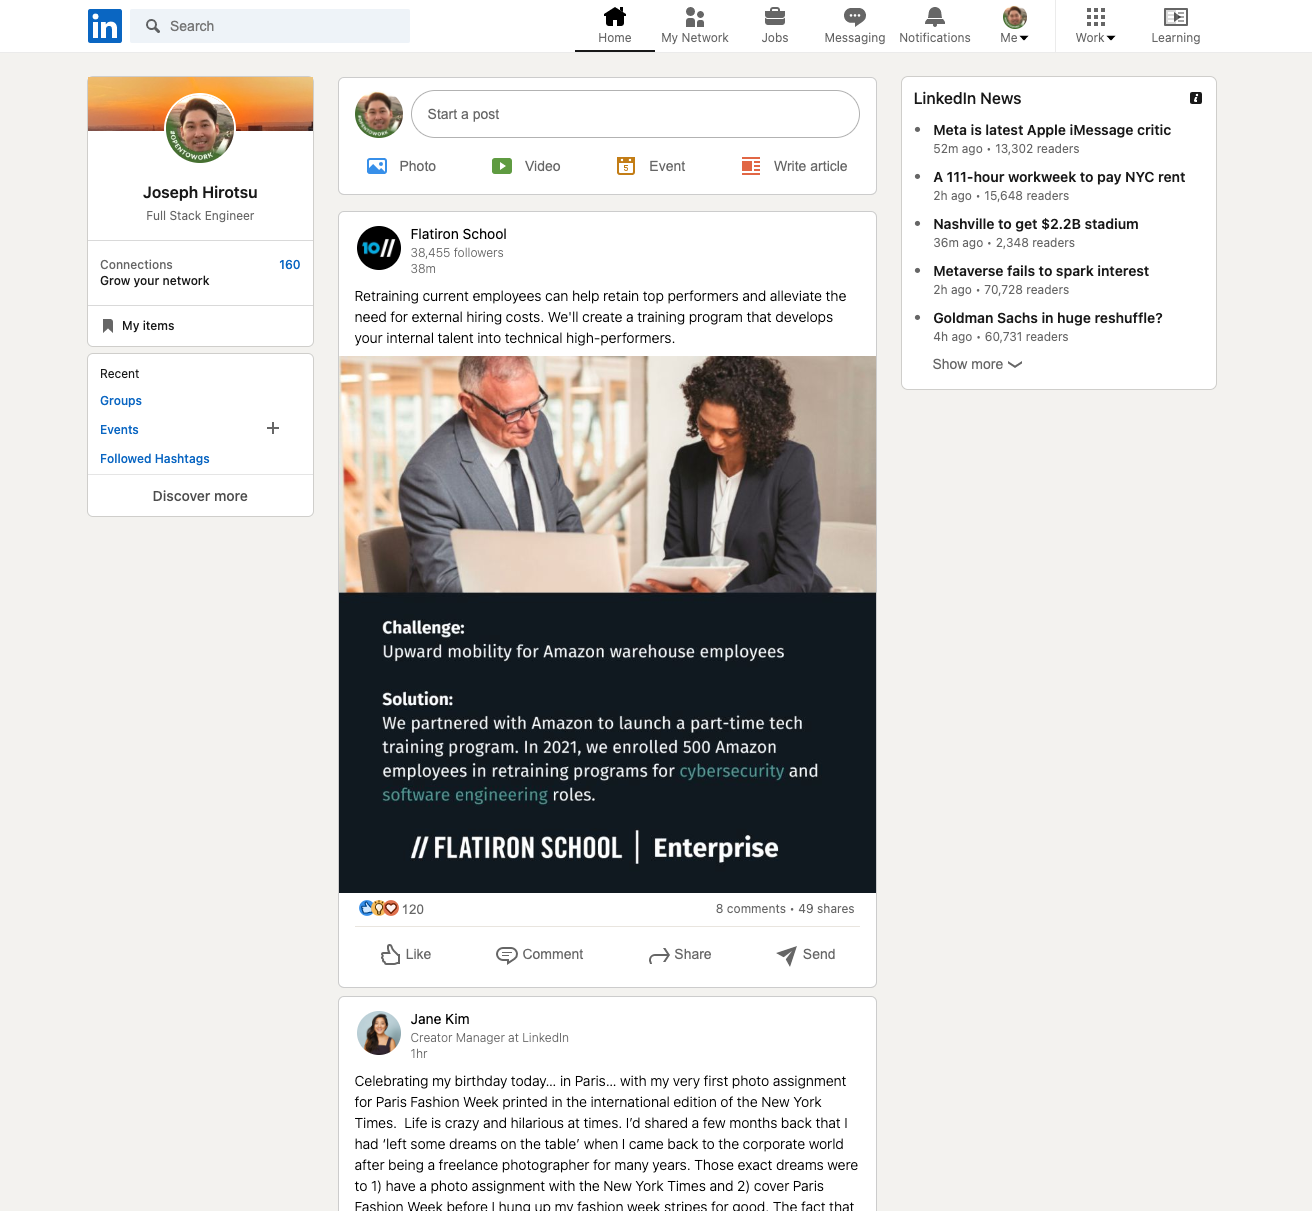 in
Search
Home
My Network
Jobs
Messaging
Notifications
Me
Work
Learning
#OPENTOWORK
Joseph Hirotsu
Full Stack Engineer
Connections 160
Grow your network
My items
Recent
Groups
Events
Followed Hashtags
Discover more
Start a post
Photo
Video
5
Event
Write article
10//
Flatiron School
38,455 followers
38m
Retraining current employees can help retain top performers and alleviate the
need for external hiring costs. We'll create a training program that develops
your internal talent into technical high-performers.
Challenge:
Upward mobility for Amazon warehouse employees
Solution:
We partnered with Amazon to launch a part-time tech
training program. In 2021, we enrolled 500 Amazon
employees in retraining programs for cybersecurity and
software engineering roles.
// FLATIRON SCHOOL | Enterprise
120
8 comments • 49 shares
Like
Comment
Share
Send
Jane Kim
Creator Manager at LinkedIn
1hr
Celebrating my birthday today... in Paris... with my very first photo assignment
for Paris Fashion Week printed in the international edition of the New York
Times.  Life is crazy and hilarious at times. I'd shared a few months back that I
had ‘left some dreams on the table’ when I came back to the corporate world
after being a freelance photographer for many years. Those exact dreams were
to 1) have a photo assignment with the New York Times and 2) cover Paris
Fashion Week before I hung up my fashion week stripes for good. The fact that
LinkedIn News
Meta is latest Apple iMessage critic
52m ago • 13,302 readers
A 111-hour workweek to pay NYC rent
2h ago • 15,648 readers
Nashville to get $2.2B stadium
36m ago • 2,348 readers
Metaverse fails to spark interest
2h ago • 70,728 readers
Goldman Sachs in huge reshuffle?
4h ago • 60,731 readers
Show more